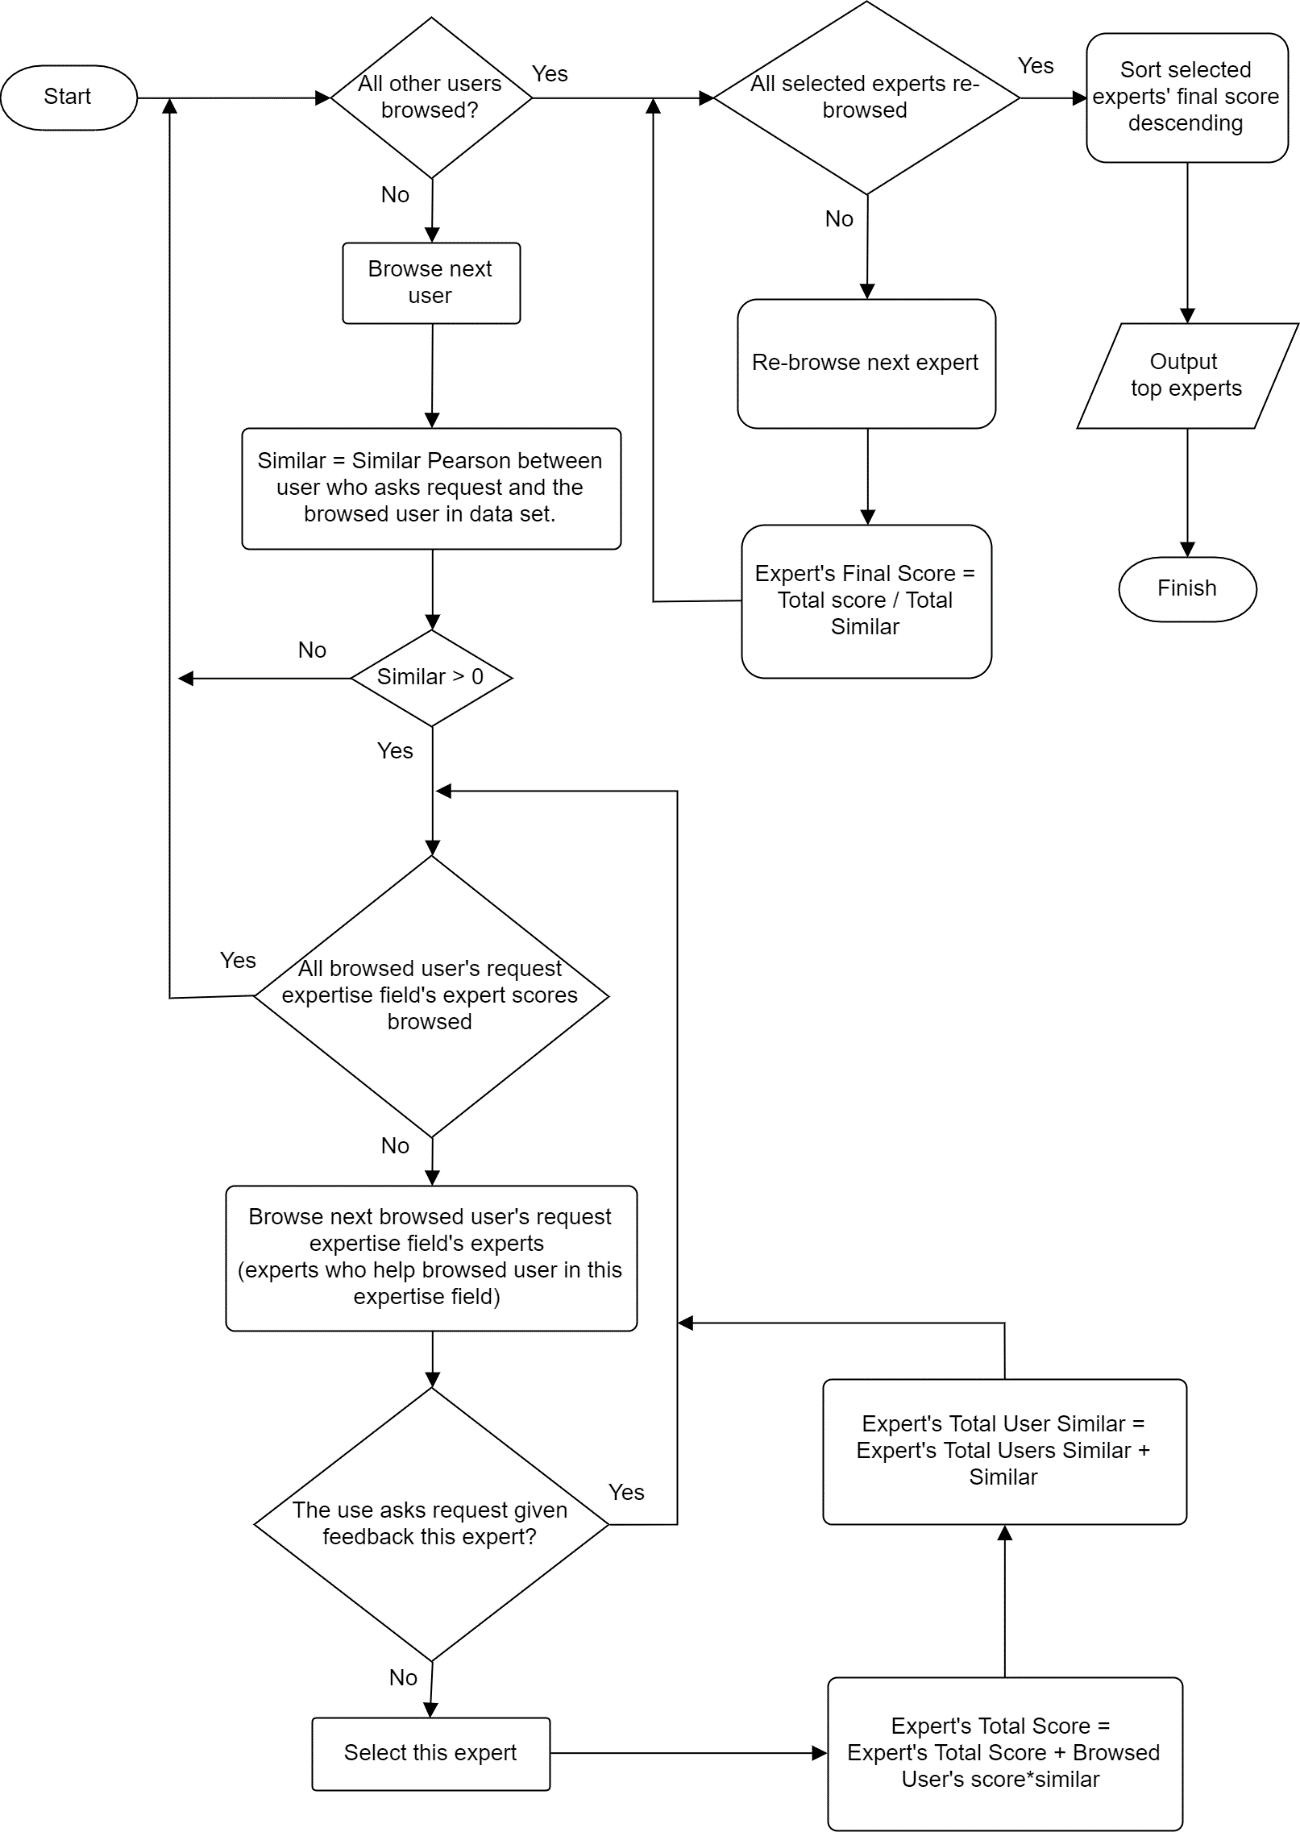 Start
All other users
browsed?
Yes
No
All selected experts re-
browsed
Yes
No
Sort selected
experts' final score
descending
Browse next
user
Re-browse next expert
Output
top experts
Similar = Similar Pearson between
user who asks request and the
browsed user in data set.
Expert's Final Score =
Total score / Total
Similar
Finish
No
Similar > 0
Yes
Yes
All browsed user's request
expertise field's expert scores
browsed
No
Browse next browsed user's request
expertise field's experts
(experts who help browsed user in this
expertise field)
The use asks request given
feedback this expert?
Yes
No
Select this expert
Expert's Total User Similar =
Expert's Total Users Similar +
Similar
Expert's Total Score =
Expert's Total Score + Browsed
User's score*similar